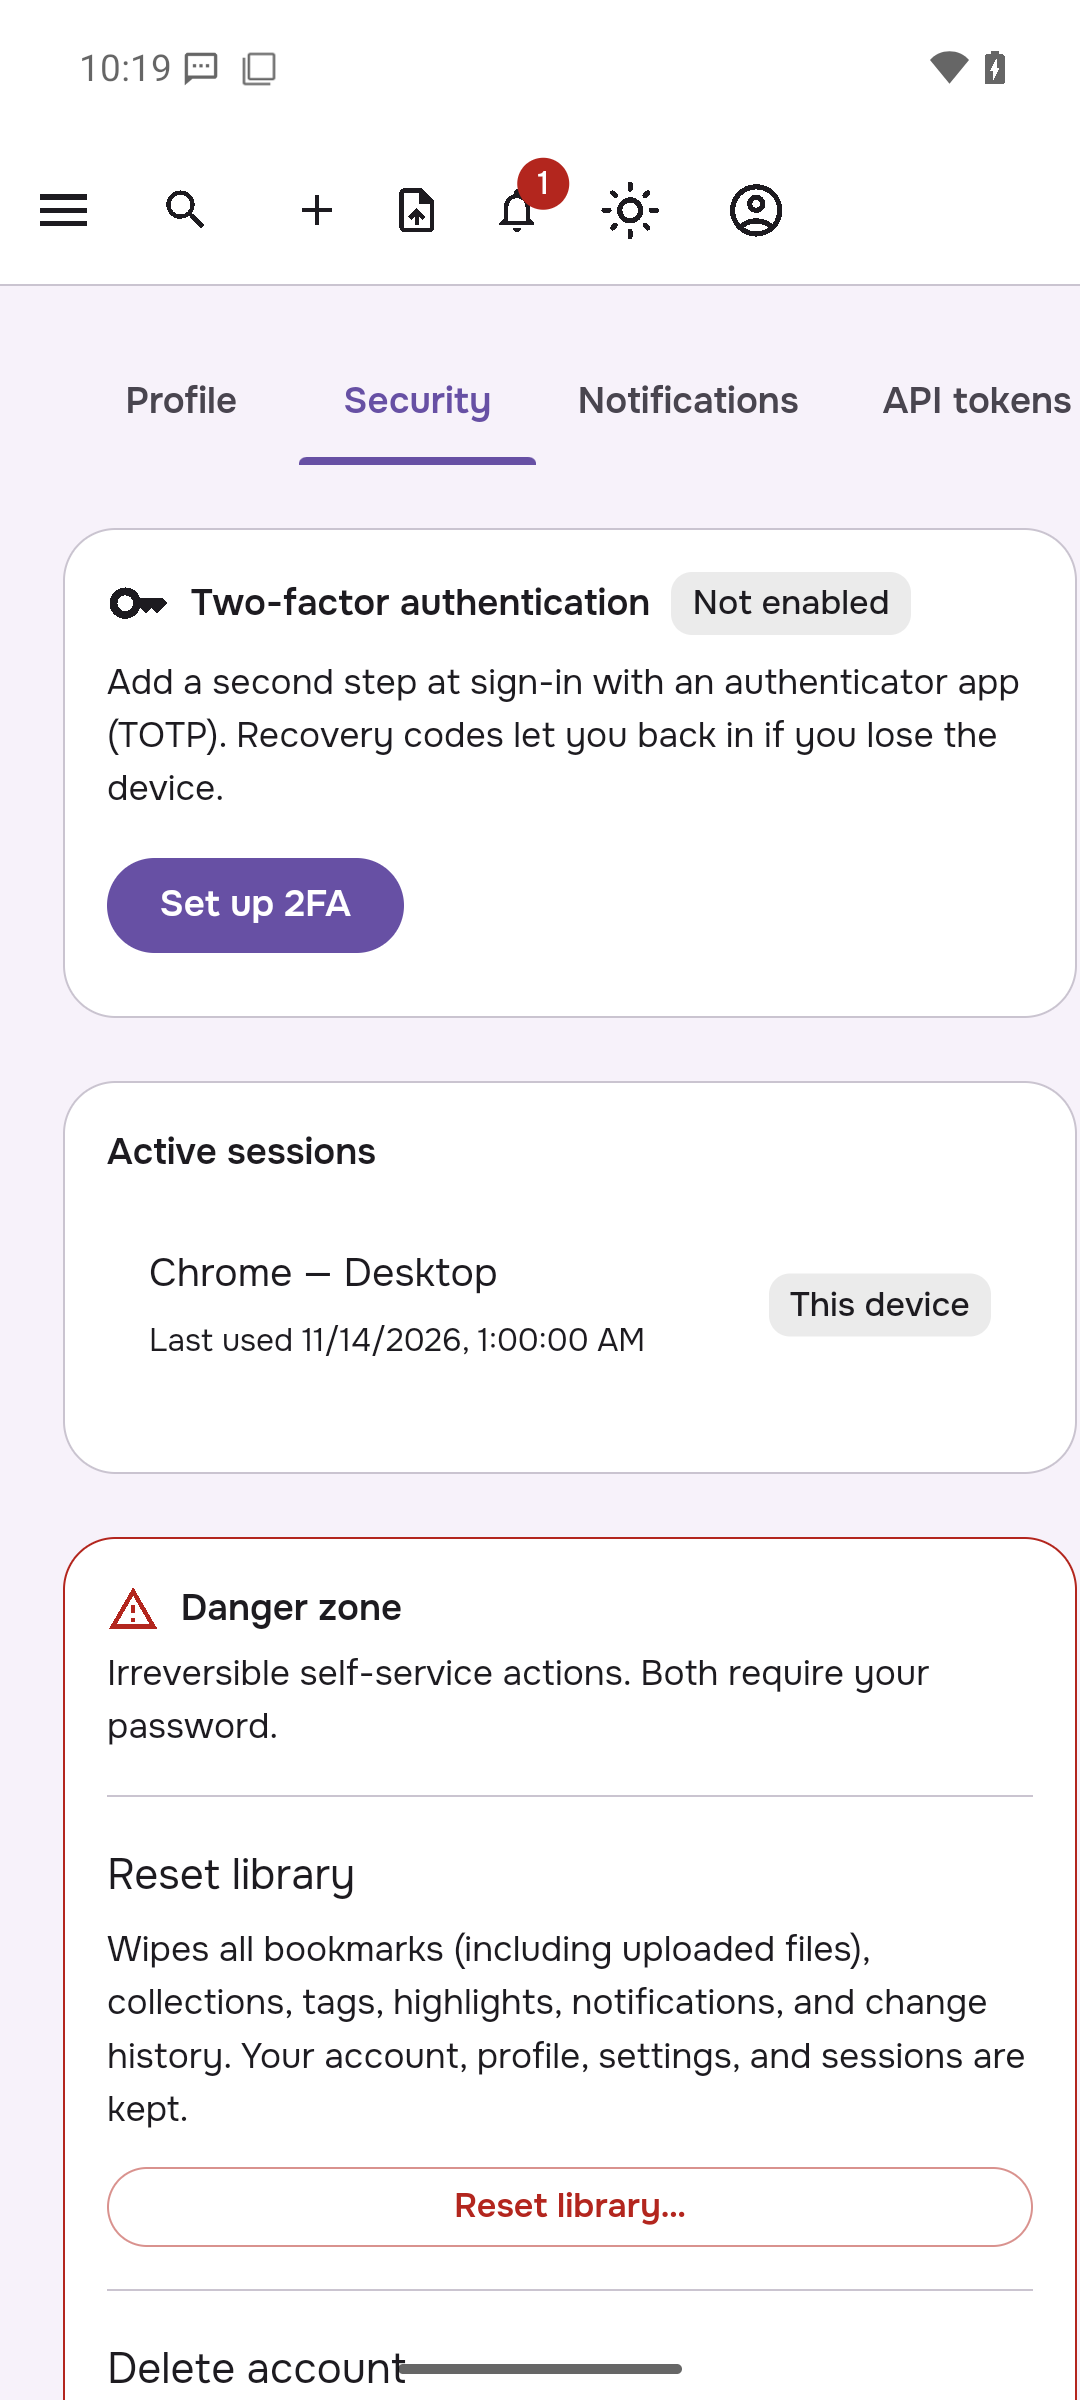 10:19
1
Profile
Security
Notifications
API tokens
Two-factor authentication
Not enabled
Add a second step at sign-in with an authenticator app
(TOTP). Recovery codes let you back in if you lose the
device.
Set up 2FA
Active sessions
Chrome — Desktop
Last used 11/14/2026, 1:00:00 AM
This device
Danger zone
Irreversible self-service actions. Both require your
password.
Reset library
Wipes all bookmarks (including uploaded files),
collections, tags, highlights, notifications, and change
history. Your account, profile, settings, and sessions are
kept.
Reset library...
Delete account